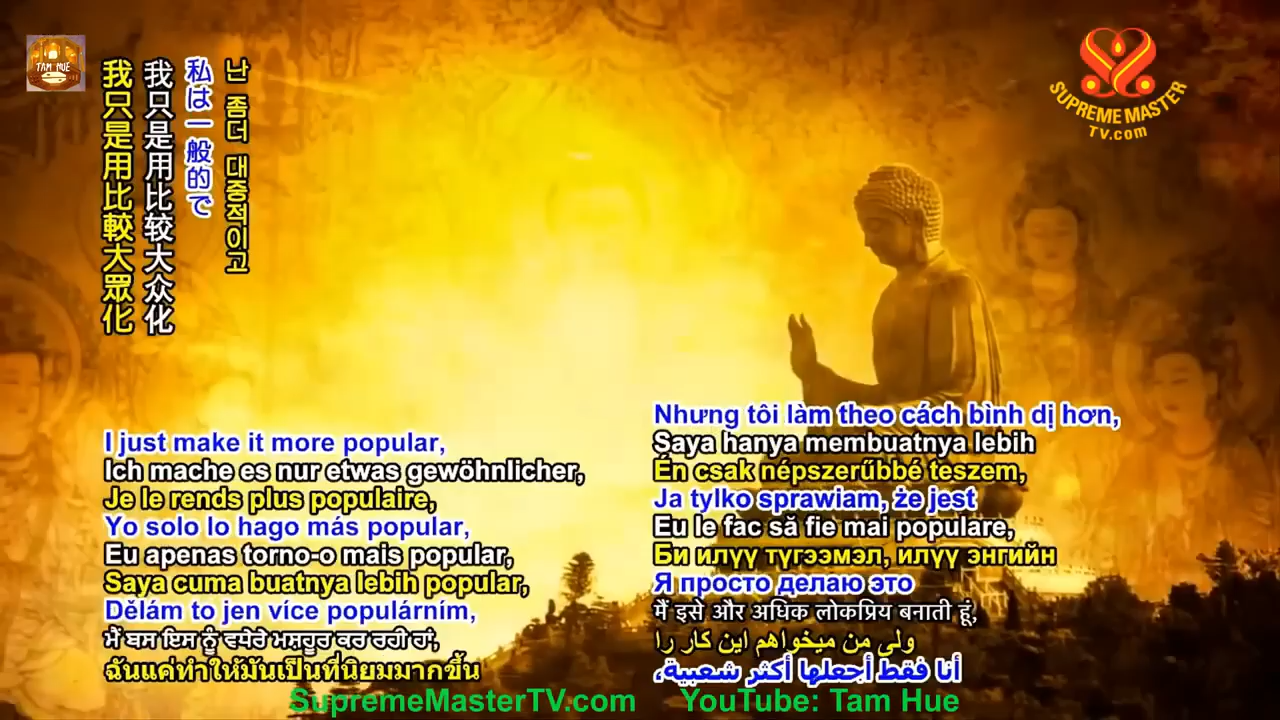 TAM HUE
SUPREME MASTER
TV.com
난 좀더 대중적이고
私は一般的で
我只是用比较大众化
我只是用比較大眾化
I just make it more popular,
Ich mache es nur etwas gewöhnlicher,
Je le rends plus populaire,
Yo solo lo hago más popular,
Eu apenas torno-o mais popular,
Saya cuma buatnya lebih popular,
Dělám to jen více populárním,
ਮੈਂ ਬਸ ਇਸ ਨੂੰ ਵਧੇਰੇ ਮਸ਼ਹੂਰ ਕਰ ਰਹੀ ਹਾਂ,
ฉันแค่ทำให้มันเป็นที่นิยมมากขึ้น
Nhưng tôi làm theo cách bình dị hơn,
Saya hanya membuatnya lebih
Én csak népszerűbbé teszem,
Ja tylko sprawiam, że jest
Eu le fac să fie mai populare,
Би илүү түгээмэл, илүү энгийн
Я просто делаю это
मैं इसे और अधिक लोकप्रिय बनाती हूं,
ولی من میخواهم این کار را
أنا فقط أجعلها أكثر شعبية،
SupremeMasterTV.com YouTube: Tam Hue